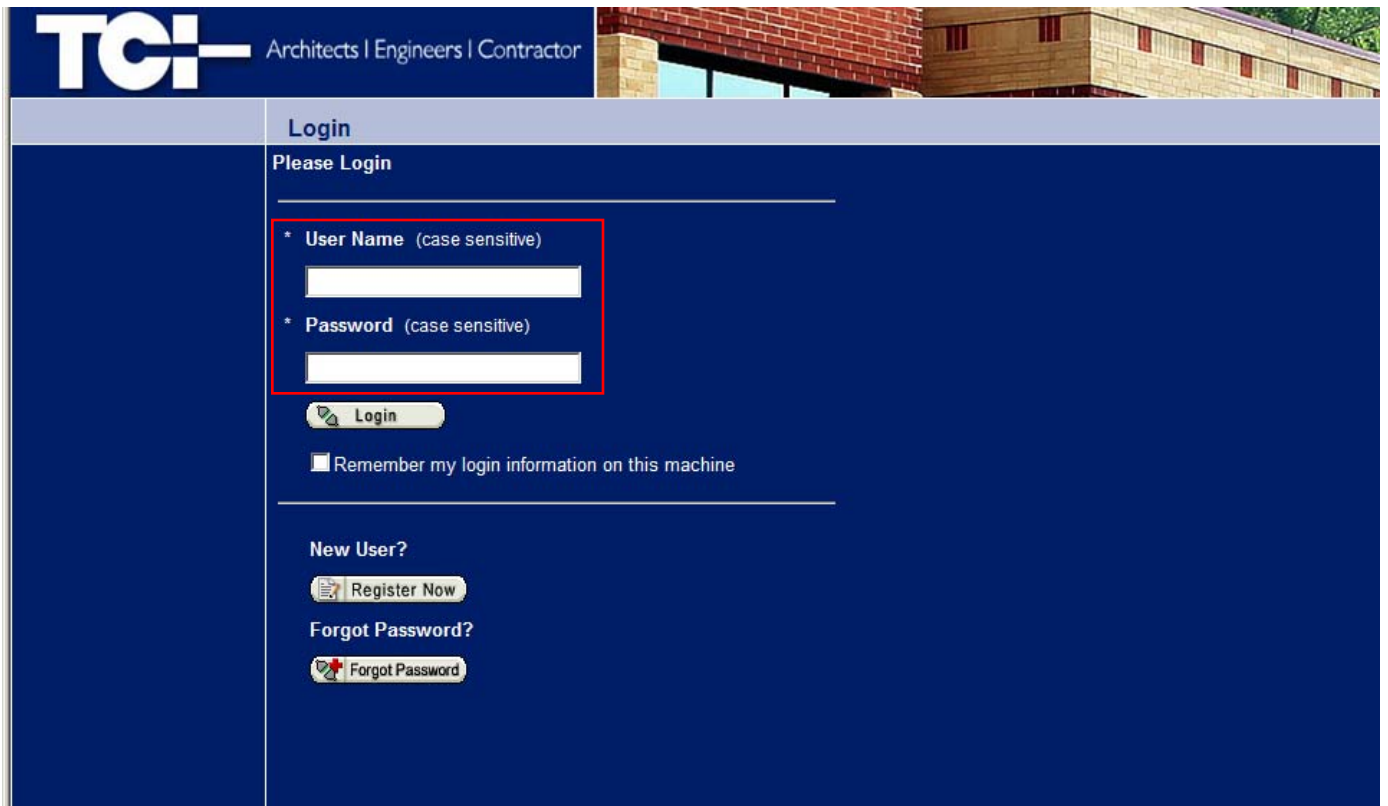 TCI Architects | Engineers | Contractor
Login
Please Login
* User Name (case sensitive)
* Password (case sensitive)
Login
Remember my login information on this machine
New User?
Register Now
Forgot Password?
Forgot Password